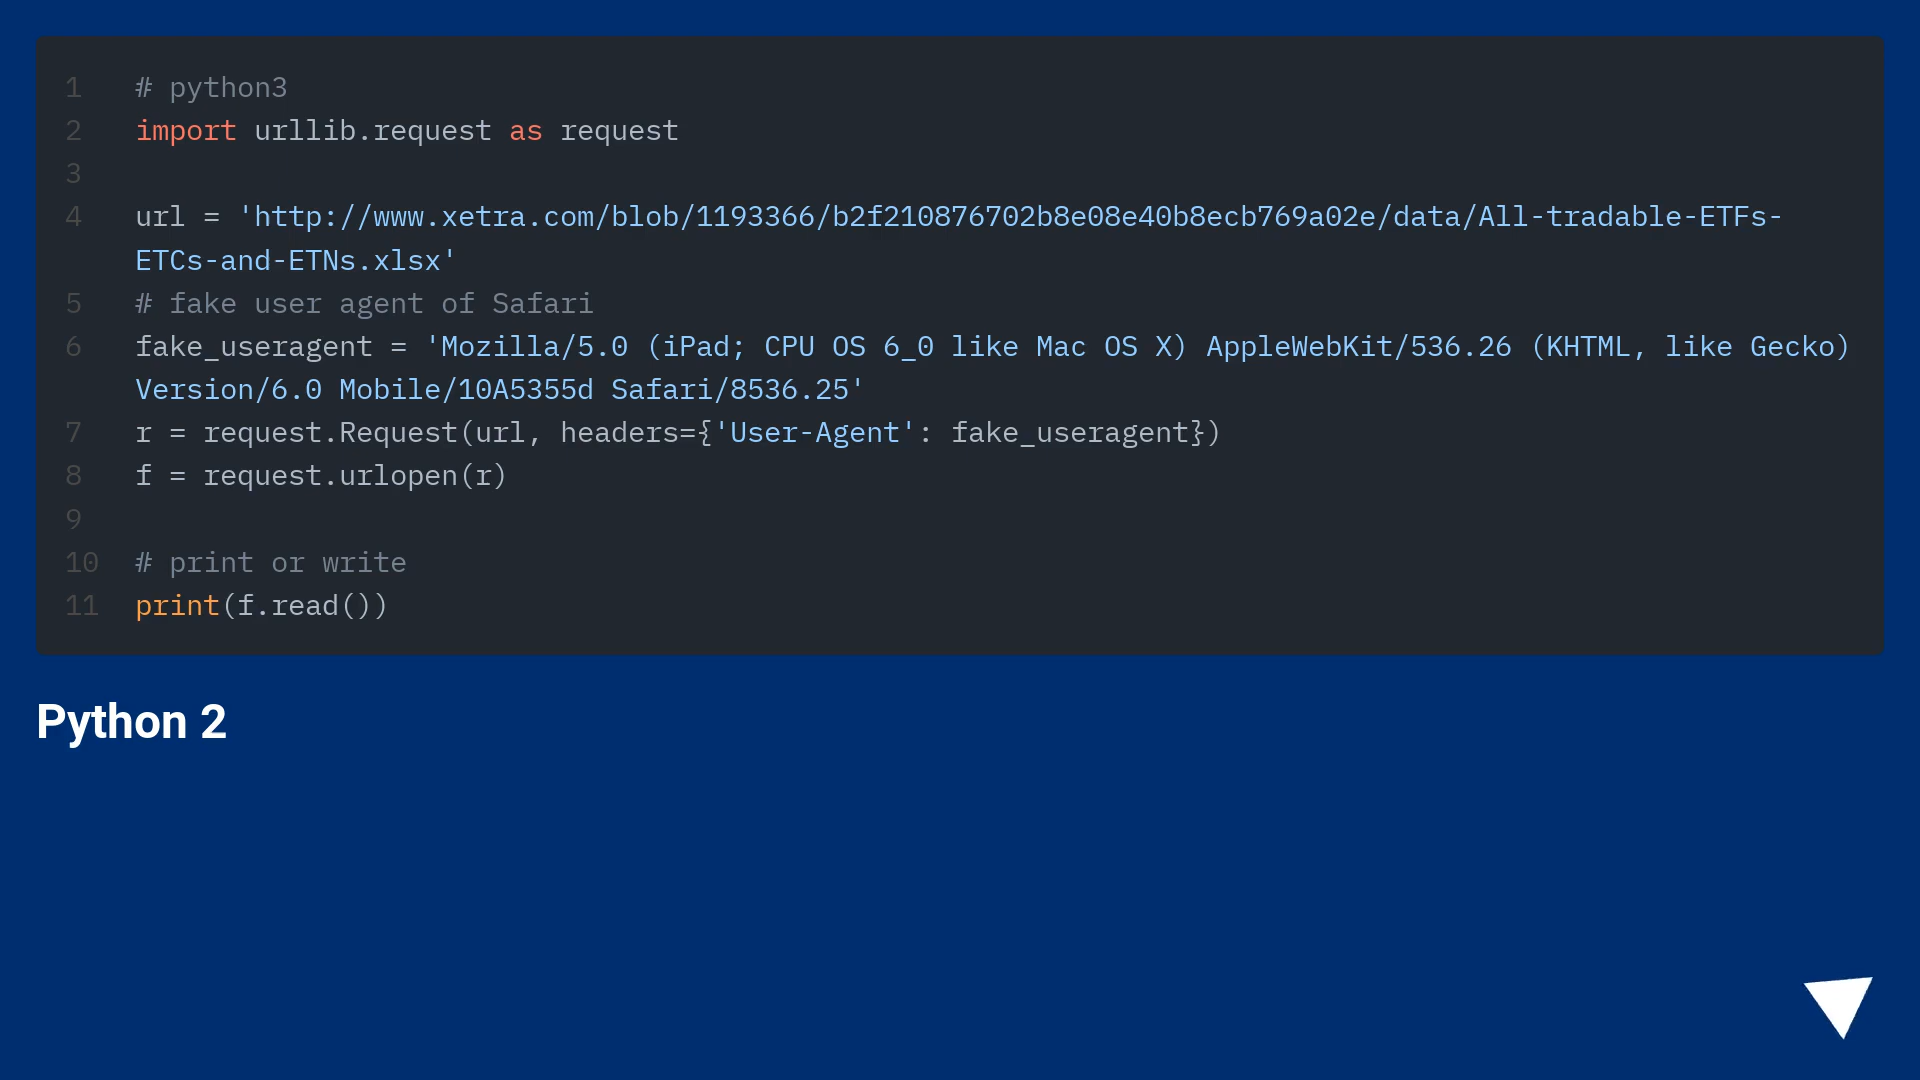 1 # python3
2 import urllib.request as request
3
4 url = 'http://www.xetra.com/blob/1193366/b2f210876702b8e08e40b8ecb769a02e/data/All-tradable-ETFs-
ETCs-and-ETNs.xlsx'
5 # fake user agent of Safari
6 fake_useragent = 'Mozilla/5.0 (iPad; CPU OS 6_0 like Mac OS X) AppleWebKit/536.26 (KHTML, like Gecko)
Version/6.0 Mobile/10A5355d Safari/8536.25'
7 r = request.Request(url, headers={'User-Agent': fake_useragent})
8 f = request.urlopen(r)
9
10 # print or write
11 print(f.read())
Python 2